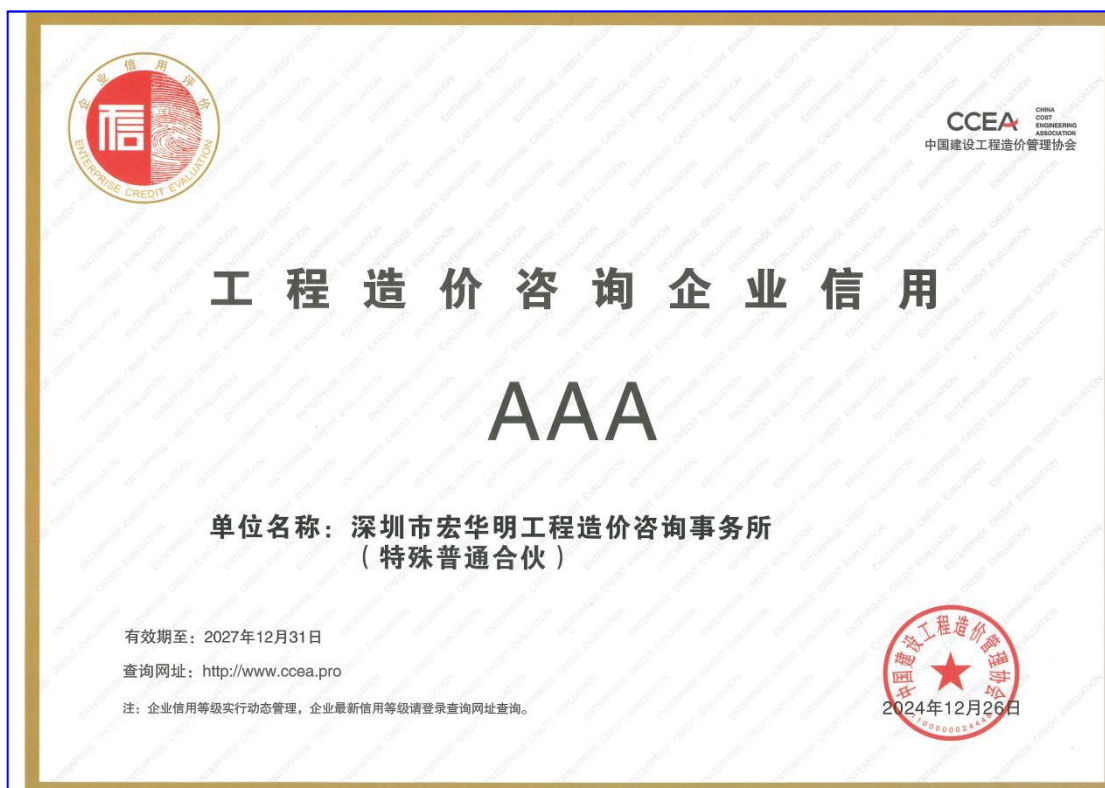 企业信用评价
信
ENTERPRISE CREDIT EVALUATION
CCEA
CHINA
COST
ENGINEERING
ASSOCIATION
中国建设工程造价管理协会
工程造价咨询企业信用
AAA
单位名称：深圳市宏华明工程造价咨询事务所
（特殊普通合伙）
有效期至：2027年12月31日
查询网址：http://www.ccea.pro
注：企业信用等级实行动态管理，企业最新信用等级请登录查询网址查询。
中国建设工程造价管理协会
2024年12月26日